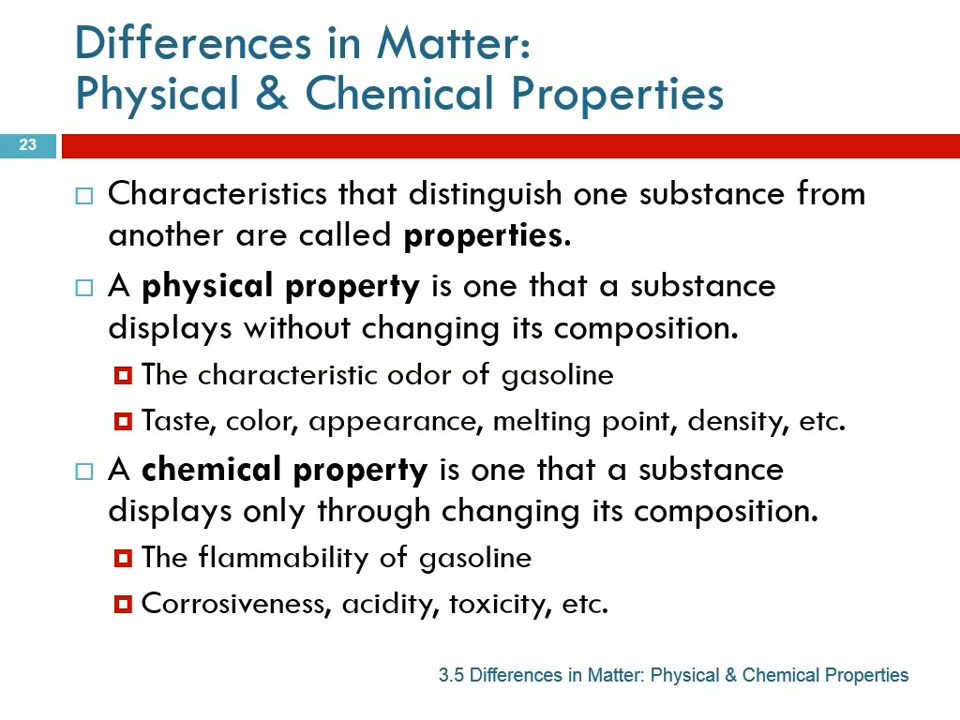 Differences in Matter:
Physical & Chemical Properties
23
Characteristics that distinguish one substance from
another are called properties.
A physical property is one that a substance
displays without changing its composition.
The characteristic odor of gasoline
Taste, color, appearance, melting point, density, etc.
A chemical property is one that a substance
displays only through changing its composition.
The flammability of gasoline
Corrosiveness, acidity, toxicity, etc.
3.5 Differences in Matter: Physical & Chemical Properties